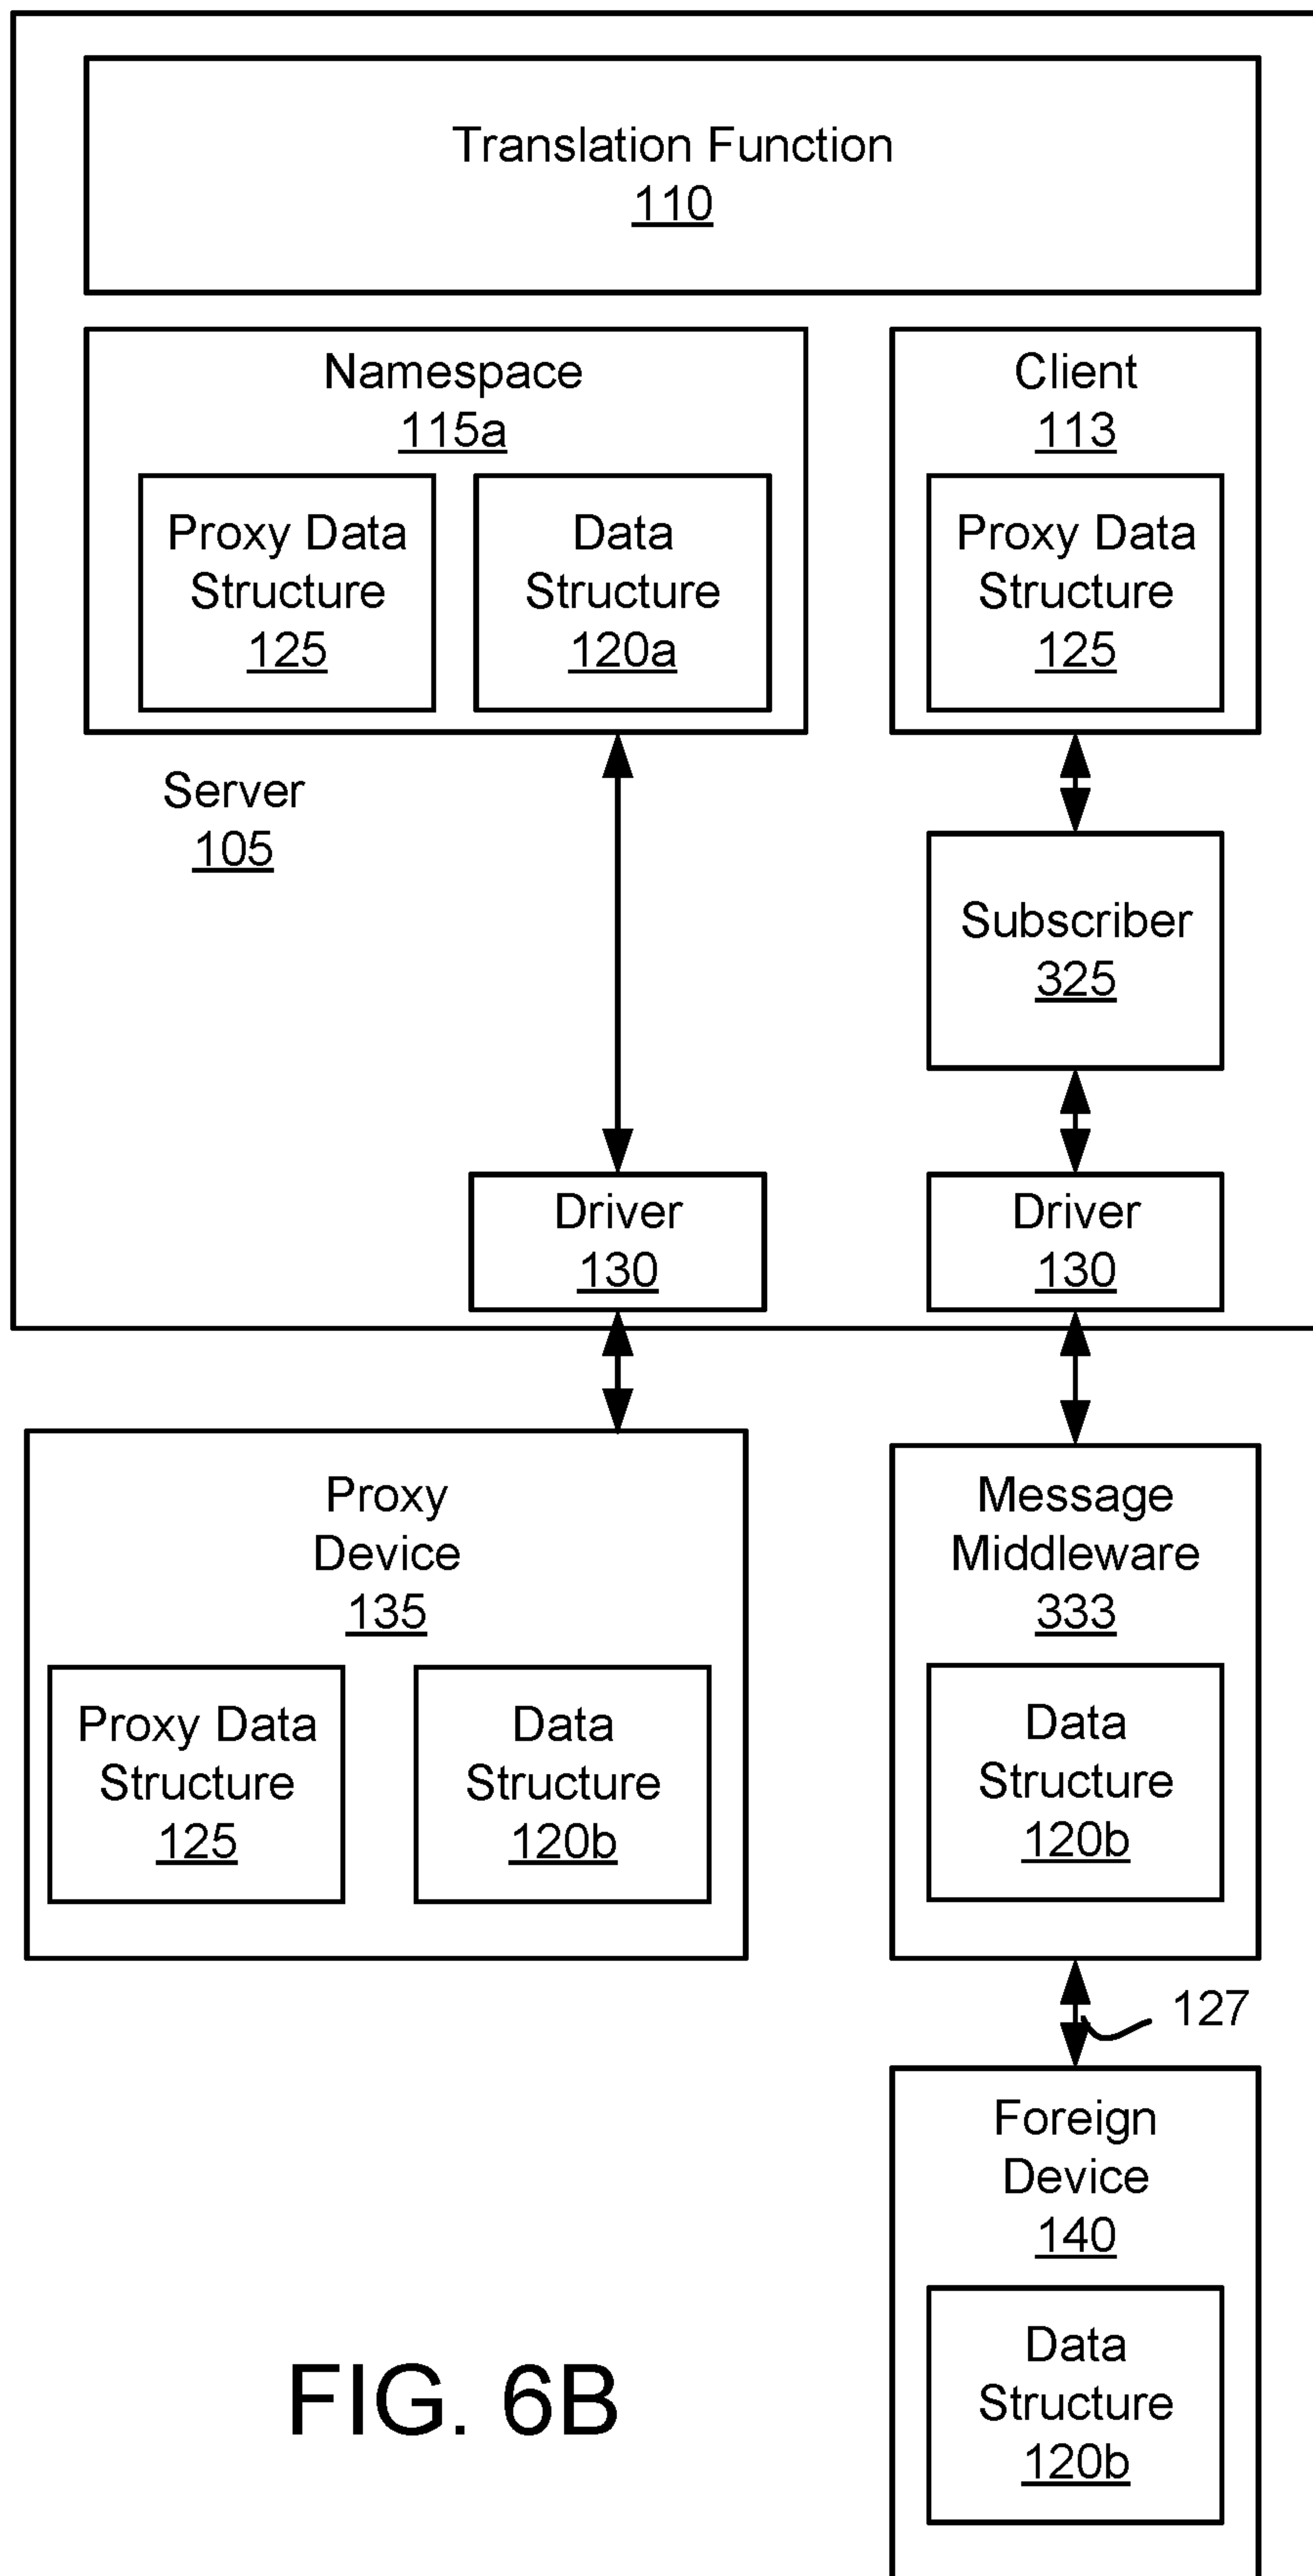 Translation Function
110
Namespace
115a
Proxy Data
Structure
125
Data
Structure
120a
Client
113
Proxy Data
Structure
125
Server
105
Subscriber
325
Driver
130
Driver
130
Proxy
Device
135
Proxy Data
Structure
125
Data
Structure
120b
Message
Middleware
333
Data
Structure
120b
127
Foreign
Device
140
Data
Structure
120b
FIG. 6B